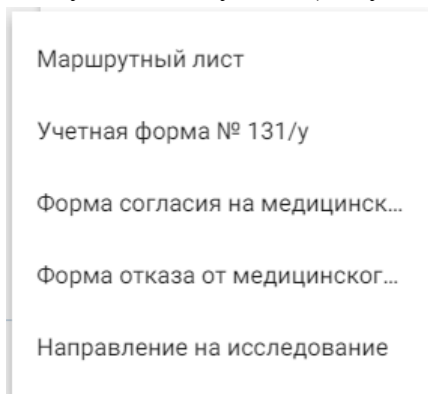 Маршрутный лист
Учетная форма № 131/у
Форма согласия на медицинск...
Форма отказа от медицинског...
Направление на исследование